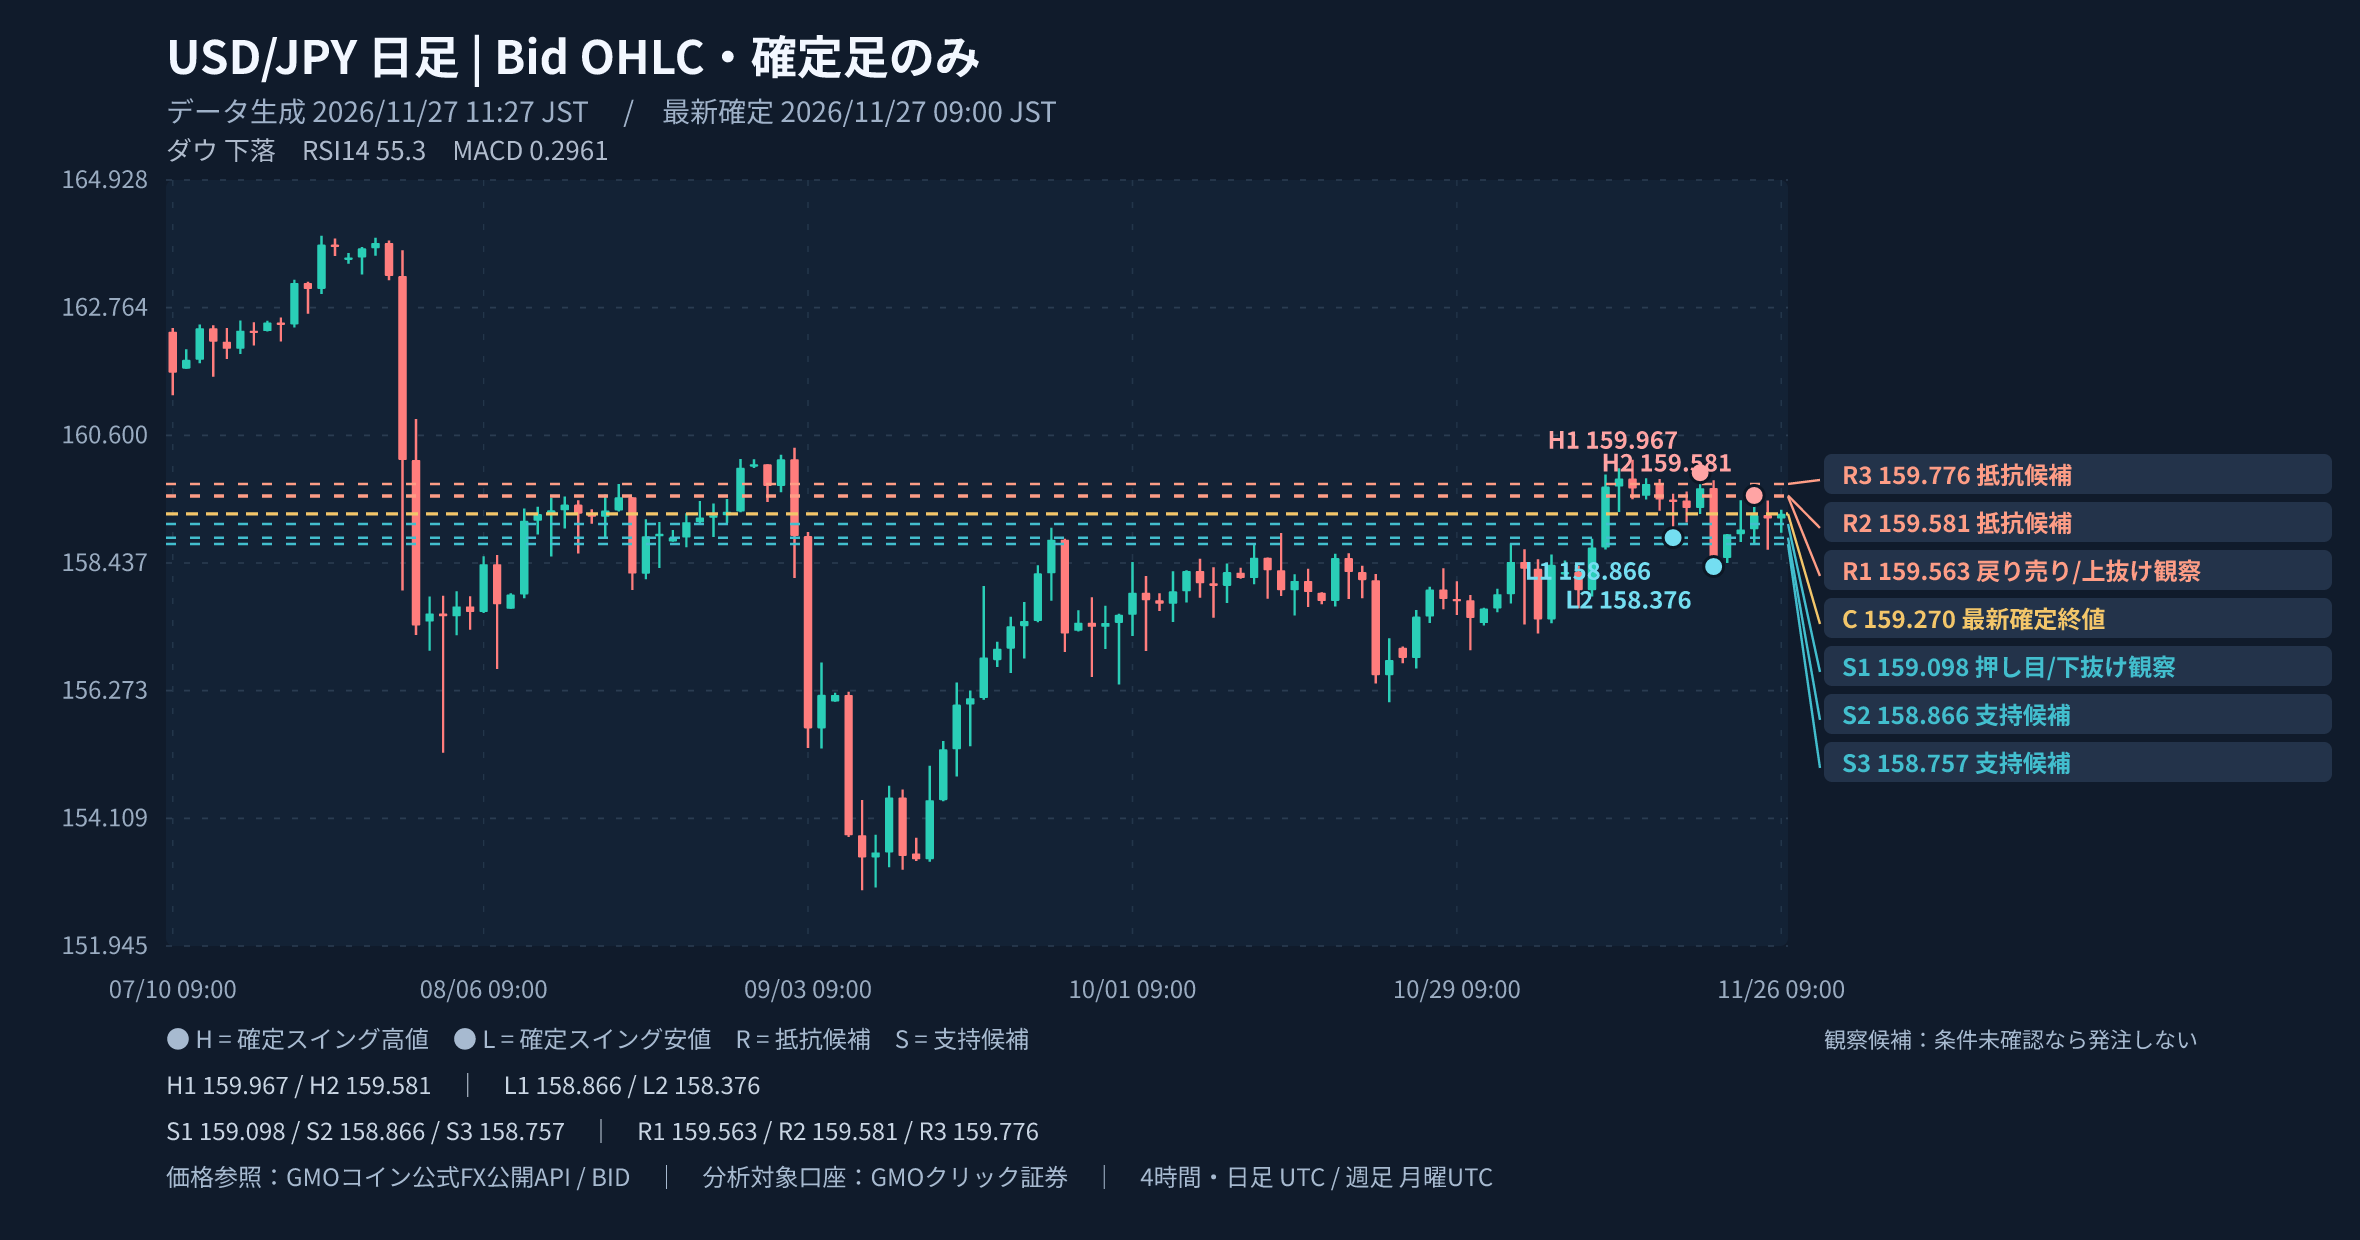 USD/JPY 日足 | Bid OHLC・確定足のみ
データ生成 2026/11/27 11:27 JST / 最新確定 2026/11/27 09:00 JST
ダウ 下落 RSI14 55.3 MACD 0.2961
164.928
162.764
160.600
158.437
156.273
154.109
151.945
H1 159.967
H2 159.581
L1 158.866
L2 158.376
R3 159.776 抵抗候補
R2 159.581 抵抗候補
R1 159.563 戻り売り/上抜け観察
C 159.270 最新確定終値
S1 159.098 押し目/下抜け観察
S2 158.866 支持候補
S3 158.757 支持候補
07/10 09:00 08/06 09:00 09/03 09:00 10/01 09:00 10/29 09:00 11/26 09:00
● H = 確定スイング高値 ● L = 確定スイング安値 R = 抵抗候補 S = 支持候補
観察候補：条件未確認なら発注しない
H1 159.967 / H2 159.581 ｜ L1 158.866 / L2 158.376
S1 159.098 / S2 158.866 / S3 158.757 ｜ R1 159.563 / R2 159.581 / R3 159.776
価格参照：GMOコイン公式FX公開API / BID ｜ 分析対象口座：GMOクリック証券 ｜ 4時間・日足 UTC / 週足 月曜UTC